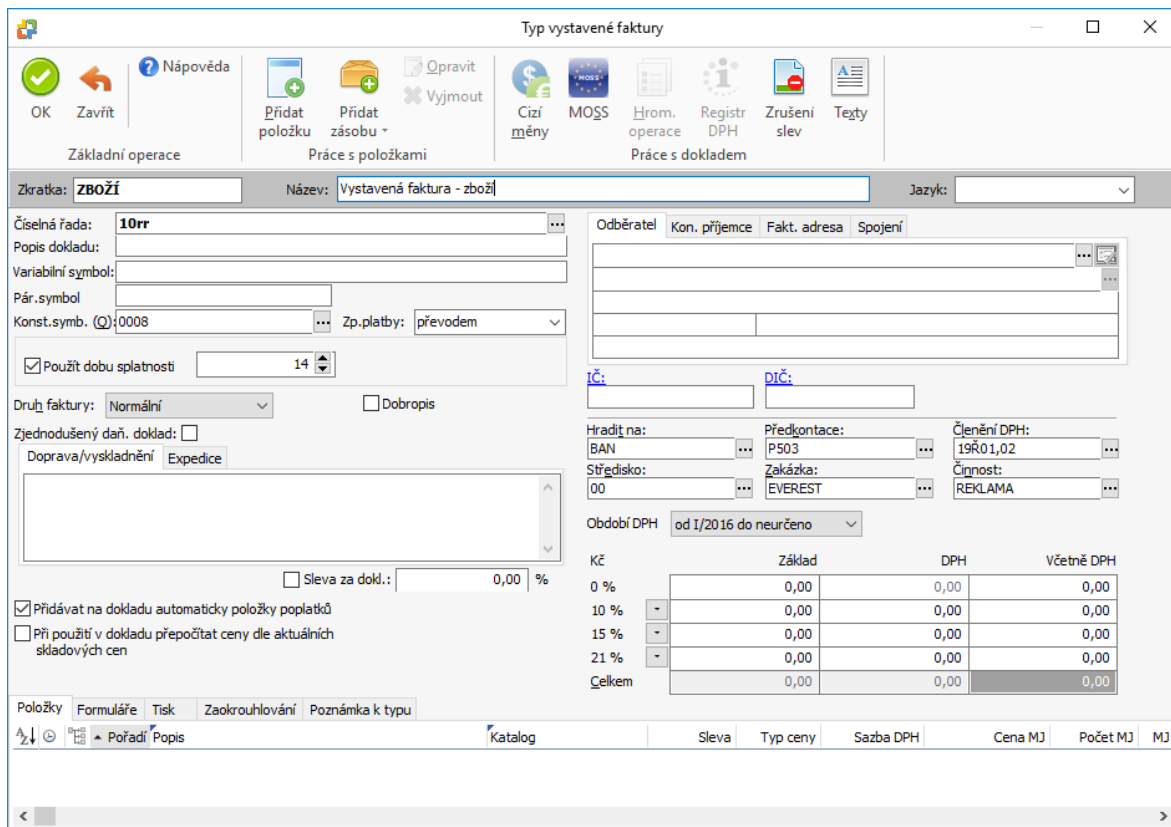 Typ vystavené faktury
OK
Zavřít
Nápověda
Základní operace
Přidat položku
Přidat zásobu
Opravit
Vyjmout
Práce s položkami
Cizí měny
MOSS
MOSS
Hrom. operace
Registr DPH
Zrušení slev
Texty
Práce s dokladem
Zkratka: ZBOŽÍ Název: Vystavená faktura - zboží Jazyk:
Číselná řada: 10rr
Popis dokladu:
Variabilní symbol:
Pár.symbol
Konst.symb. (Q): 0008 Zp.platby: převodem
Použít dobu splatnosti 14
Druh faktury: Normální Dobropis
Zjednodušený daň. doklad:
Doprava/vyskladnění Expedice
Sleva za dokl.: 0,00 %
Přidávat na dokladu automaticky položky poplatků
Při použití v dokladu přepočítat ceny dle aktuálních
skladových cen
Odběratel Kon. příjemce Fakt. adresa Spojení
IČ: DIČ:
Hradit na: Předkontace: Členění DPH:
BAN P503 19Ř01,02
Středisko: Zakázka: Činnost:
00 EVEREST REKLAMA
Období DPH od I/2016 do neurčeno
Kč Základ DPH Včetně DPH
0 % 0,00 0,00 0,00
10 % 0,00 0,00 0,00
15 % 0,00 0,00 0,00
21 % 0,00 0,00 0,00
Celkem 0,00 0,00 0,00
Položky Formuláře Tisk Zaokrouhlování Poznámka k typu
Pořadí Popis Katalog Sleva Typ ceny Sazba DPH Cena MJ Počet MJ MJ